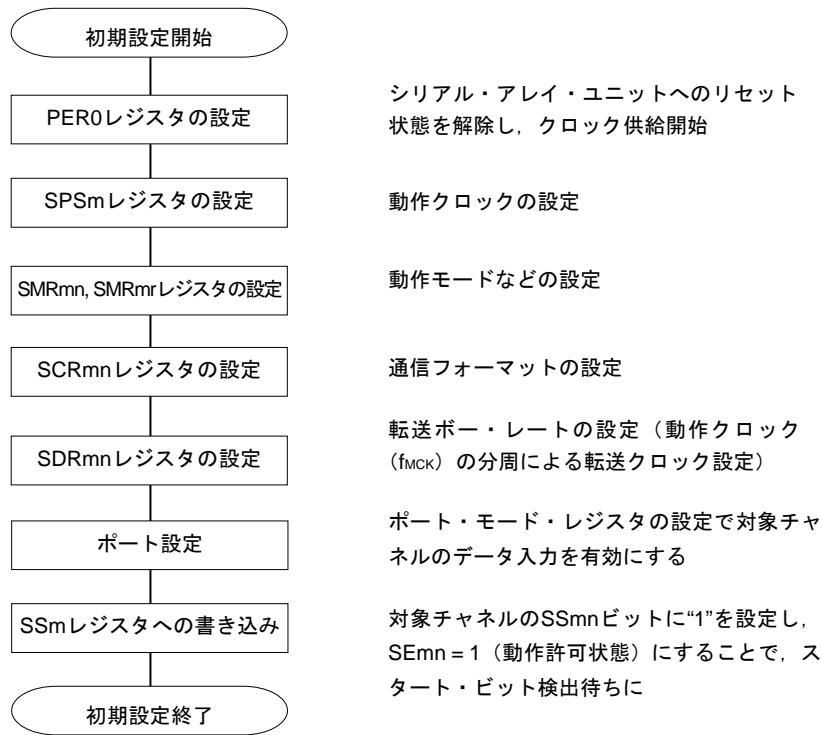 初期設定開始
PER0レジスタの設定
シリアル・アレイ・ユニットへのリセット
状態を解除し，クロック供給開始
SPSmレジスタの設定
動作クロックの設定
SMRmn, SMRmrレジスタの設定
動作モードなどの設定
SCRmnレジスタの設定
通信フォーマットの設定
SDRmnレジスタの設定
転送ボー・レートの設定（動作クロック
（fMCK）の分周による転送クロック設定）
ポート設定
ポート・モード・レジスタの設定で対象チャ
ネルのデータ入力を有効にする
SSmレジスタへの書き込み
対象チャネルのSSmnビットに“1”を設定し，
SEmn = 1（動作許可状態）にすることで，ス
タート・ビット検出待ちに
初期設定終了